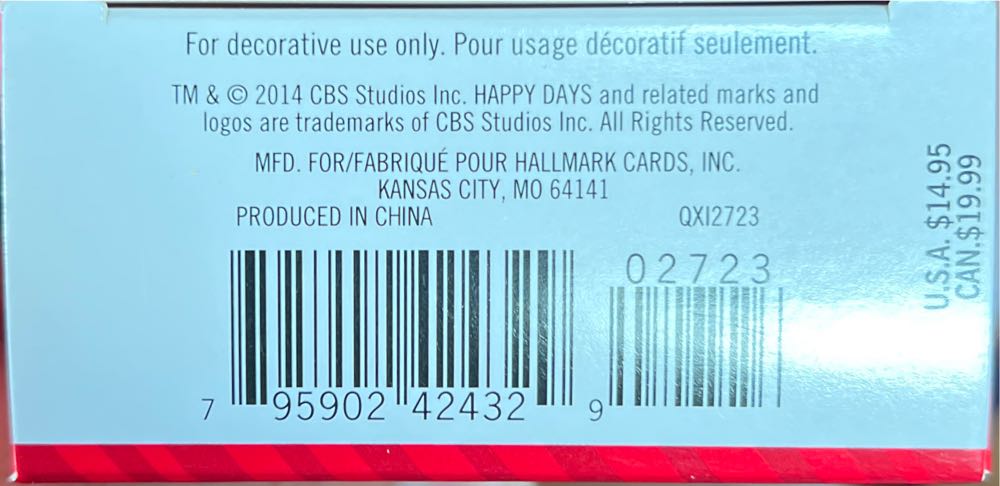 For decorative use only. Pour usage décoratif seulement.
TM & © 2014 CBS Studios Inc. HAPPY DAYS and related marks and
logos are trademarks of CBS Studios Inc. All Rights Reserved.
MFD. FOR/FABRIQUÉ POUR HALLMARK CARDS, INC.
KANSAS CITY, MO 64141
PRODUCED IN CHINA QXI2723
02723
7 95902 42432 9
U.S.A. $14.95
CAN.$19.99